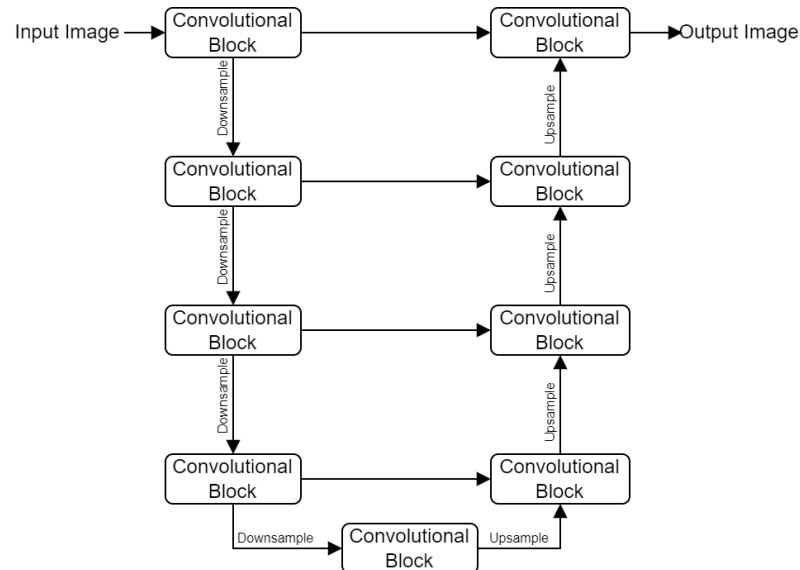 Input Image
Convolutional
Block
Convolutional
Block
Output Image
Downsample
Upsample
Convolutional
Block
Convolutional
Block
Downsample
Upsample
Convolutional
Block
Convolutional
Block
Downsample
Upsample
Convolutional
Block
Convolutional
Block
Downsample
Convolutional
Block
Upsample